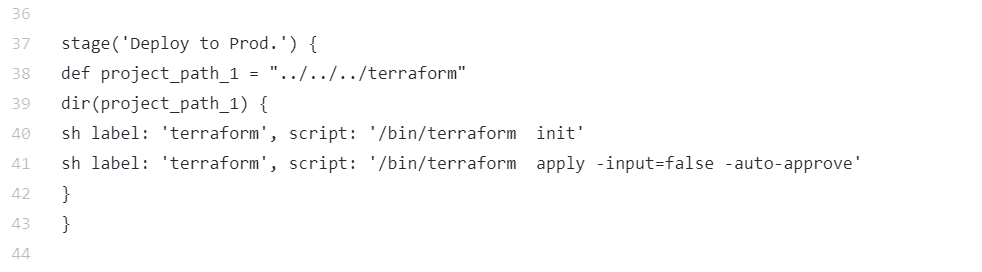 36
37 stage('Deploy to Prod.') {
38 def project_path_1 = "../../../terraform"
39 dir(project_path_1) {
40 sh label: 'terraform', script: '/bin/terraform  init'
41 sh label: 'terraform', script: '/bin/terraform  apply -input=false -auto-approve'
42 }
43 }
44